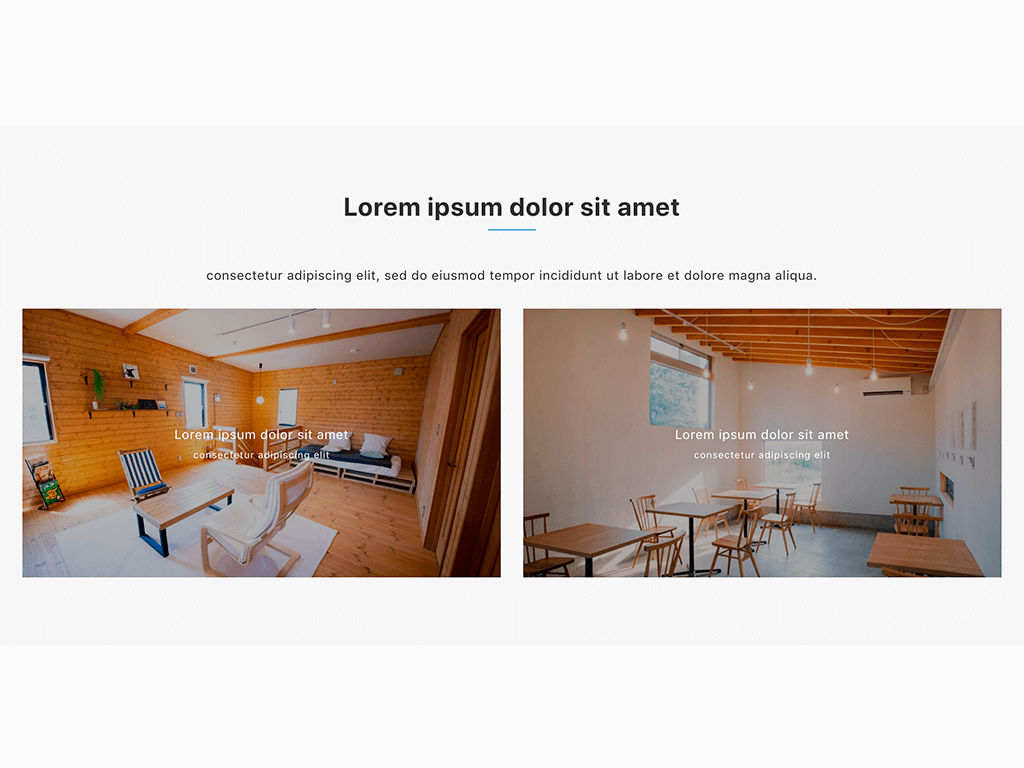 Lorem ipsum dolor sit amet
consectetur adipiscing elit, sed do eiusmod tempor incididunt ut labore et dolore magna aliqua.
Lorem ipsum dolor sit amet
consectetur adipiscing elit
Lorem ipsum dolor sit amet
consectetur adipiscing elit